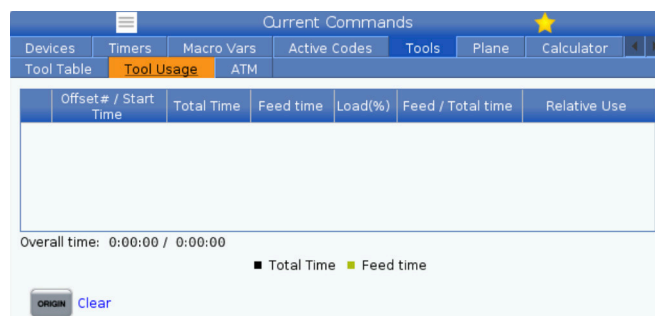 Current Commands
Devices Timers Macro Vars Active Codes Tools Plane Calculator
Tool Table Tool Usage ATM
Offset# / Start Time Total Time Feed time Load(%) Feed / Total time Relative Use
Overall time: 0:00:00 / 0:00:00
Total Time Feed time
ORIGIN Clear